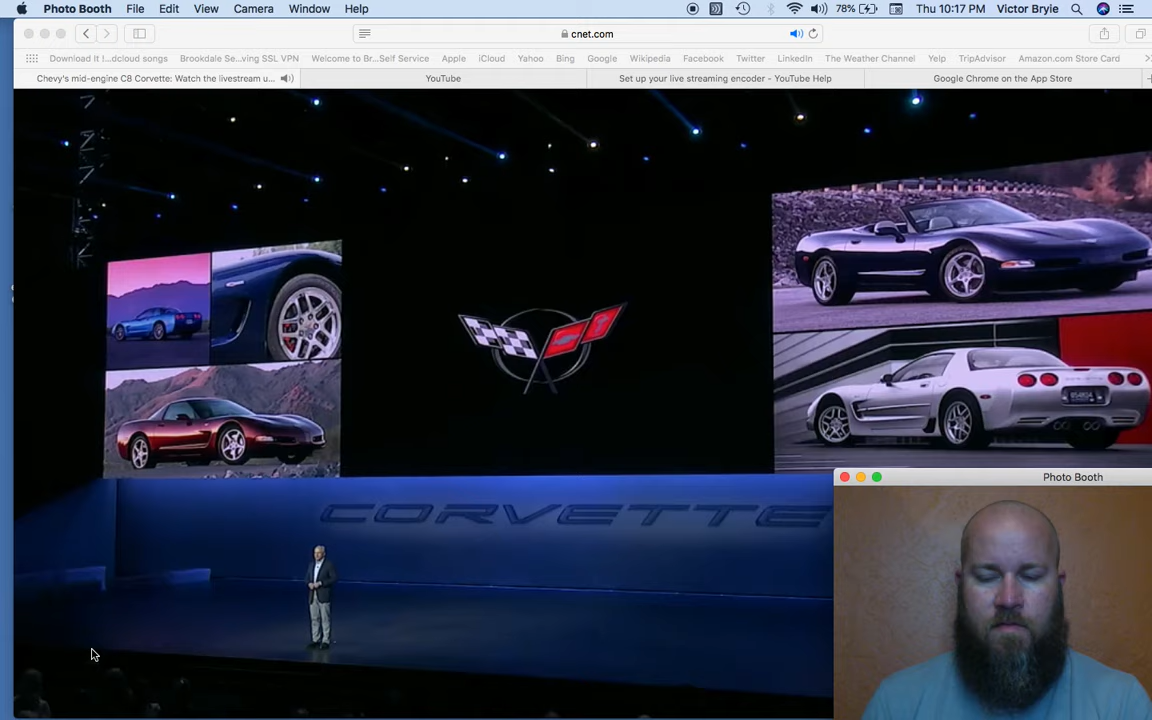 Photo Booth File Edit View Camera Window Help 78% Thu 10:17 PM Victor Bryie
cnet.com
Download It !...dcloud songs Brookdale Se...ving SSL VPN Welcome to Br...Self Service Apple iCloud Yahoo Bing Google Wikipedia Facebook Twitter LinkedIn The Weather Channel Yelp TripAdvisor Amazon.com Store Card
Chevy's mid-engine C8 Corvette: Watch the livestream u... YouTube Set up your live streaming encoder - YouTube Help Google Chrome on the App Store
Photo Booth
CORVETTE